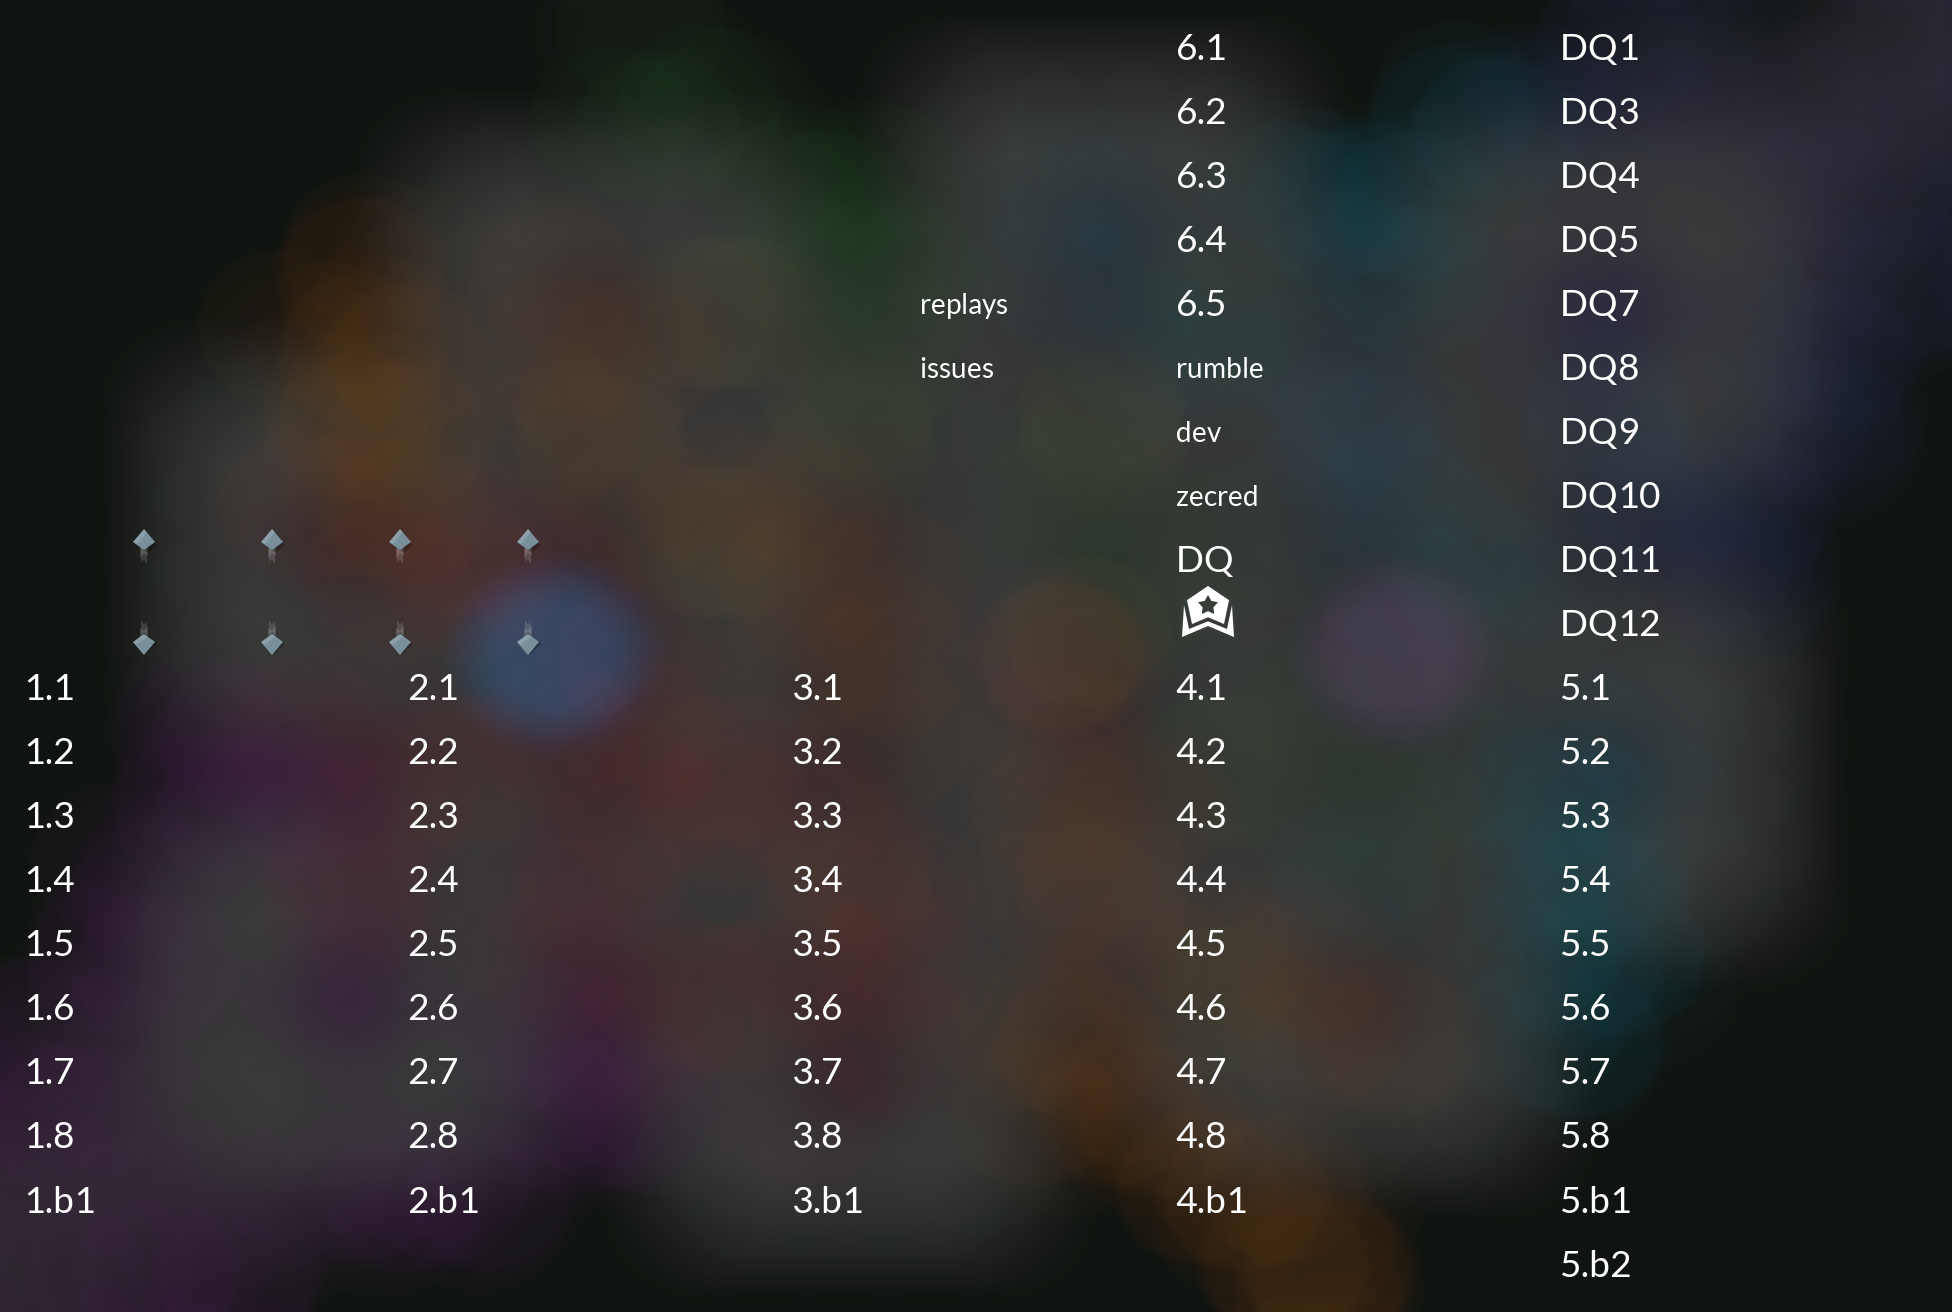 6.1 DQ1
6.2 DQ3
6.3 DQ4
6.4 DQ5
replays 6.5 DQ7
issues rumble DQ8
dev DQ9
zecred DQ10
DQ DQ11
DQ12
1.1 2.1 3.1 4.1 5.1
1.2 2.2 3.2 4.2 5.2
1.3 2.3 3.3 4.3 5.3
1.4 2.4 3.4 4.4 5.4
1.5 2.5 3.5 4.5 5.5
1.6 2.6 3.6 4.6 5.6
1.7 2.7 3.7 4.7 5.7
1.8 2.8 3.8 4.8 5.8
1.b1 2.b1 3.b1 4.b1 5.b1
5.b2